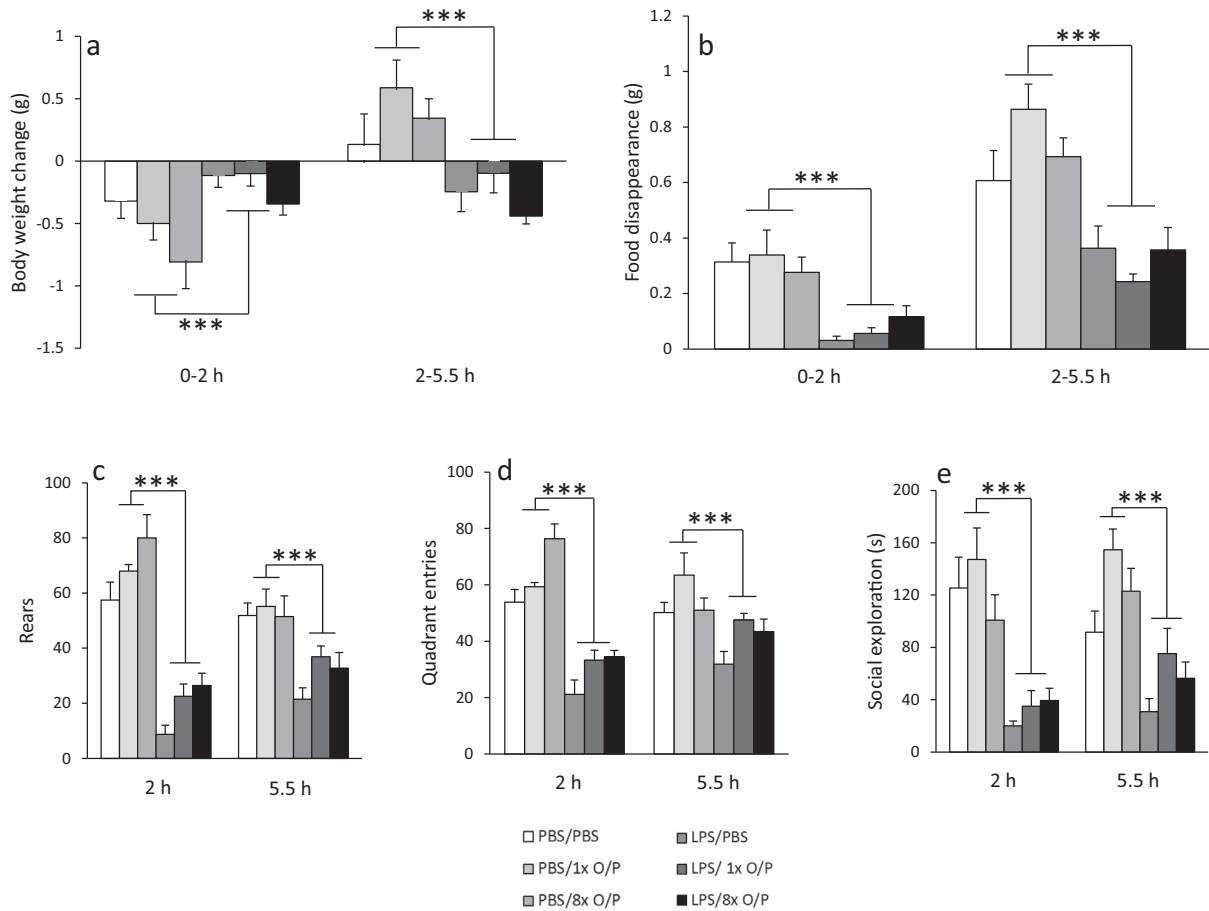 a
Body weight change (g)
1
0.5
0
-0.5
-1
-1.5
***
***
0-2 h
2-5.5 h
b
Food disappearance (g)
1.2
1
0.8
0.6
0.4
0.2
0
***
***
0-2 h
2-5.5 h
c
Rears
100
80
60
40
20
0
***
***
2 h
5.5 h
d
Quadrant entries
100
80
60
40
20
0
***
***
2 h
5.5 h
e
Social exploration (s)
200
160
120
80
40
0
***
***
2 h
5.5 h
PBS/PBS
LPS/PBS
PBS/1x O/P
LPS/ 1x O/P
PBS/8x O/P
LPS/8x O/P